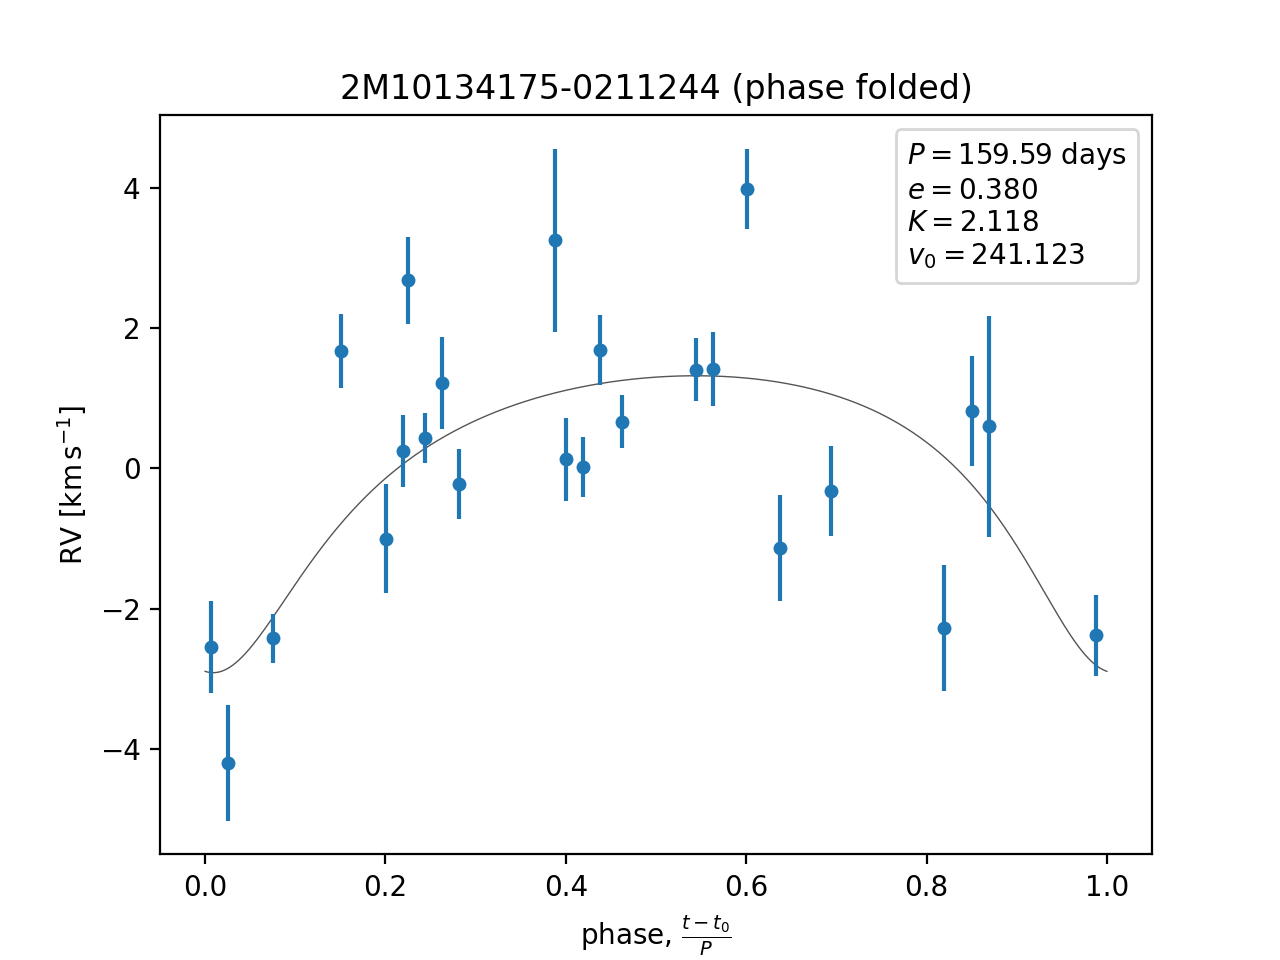 2M10134175-0211244 (phase folded)
P = 159.59 days
e = 0.380
K = 2.118
v₀ = 241.123
4
2
0
−2
−4
RV [km s⁻¹]
0.0 0.2 0.4 0.6 0.8 1.0
phase, (t − t₀)/P